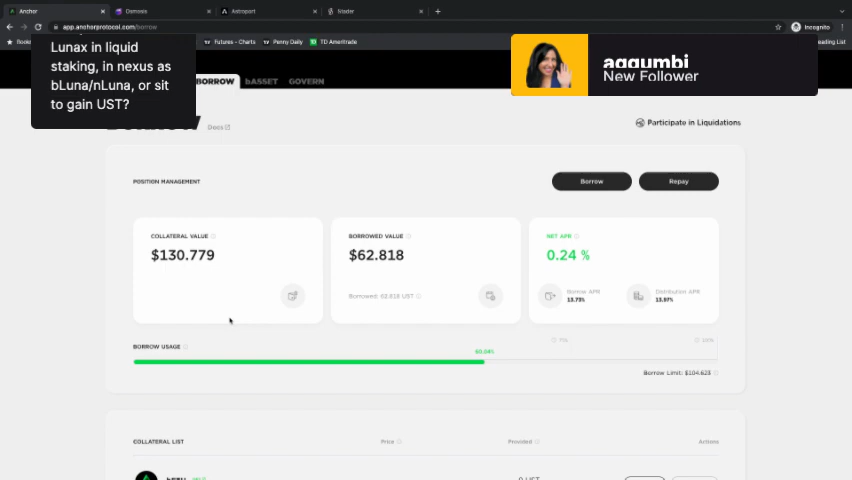 Anchor
Osmosis
Astroport
Stader
app.anchorprotocol.com/borrow
Incognito
Futures – Charts
Penny Daily
TD Ameritrade
Lunax in liquid
staking, in nexus as
bLuna/nLuna, or sit
to gain UST?
aggumbi
New Follower
BORROW
bASSET
GOVERN
Docs
Participate in Liquidations
POSITION MANAGEMENT
Borrow
Repay
COLLATERAL VALUE
$130.779
BORROWED VALUE
$62.818
Borrowed: 62.818 UST
NET APR
0.24 %
Borrow APR
13.73%
Distribution APR
13.97%
BORROW USAGE
60.04%
Borrow Limit: $104.623
COLLATERAL LIST
Price
Provided
Actions